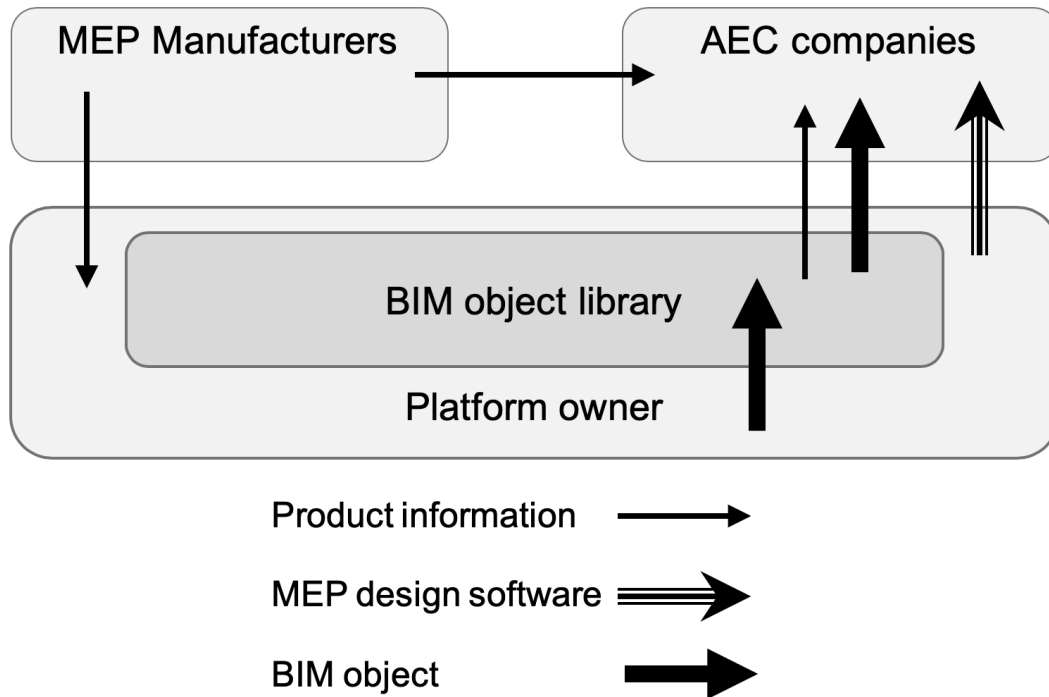 MEP Manufacturers
AEC companies
BIM object library
Platform owner
Product information
MEP design software
BIM object